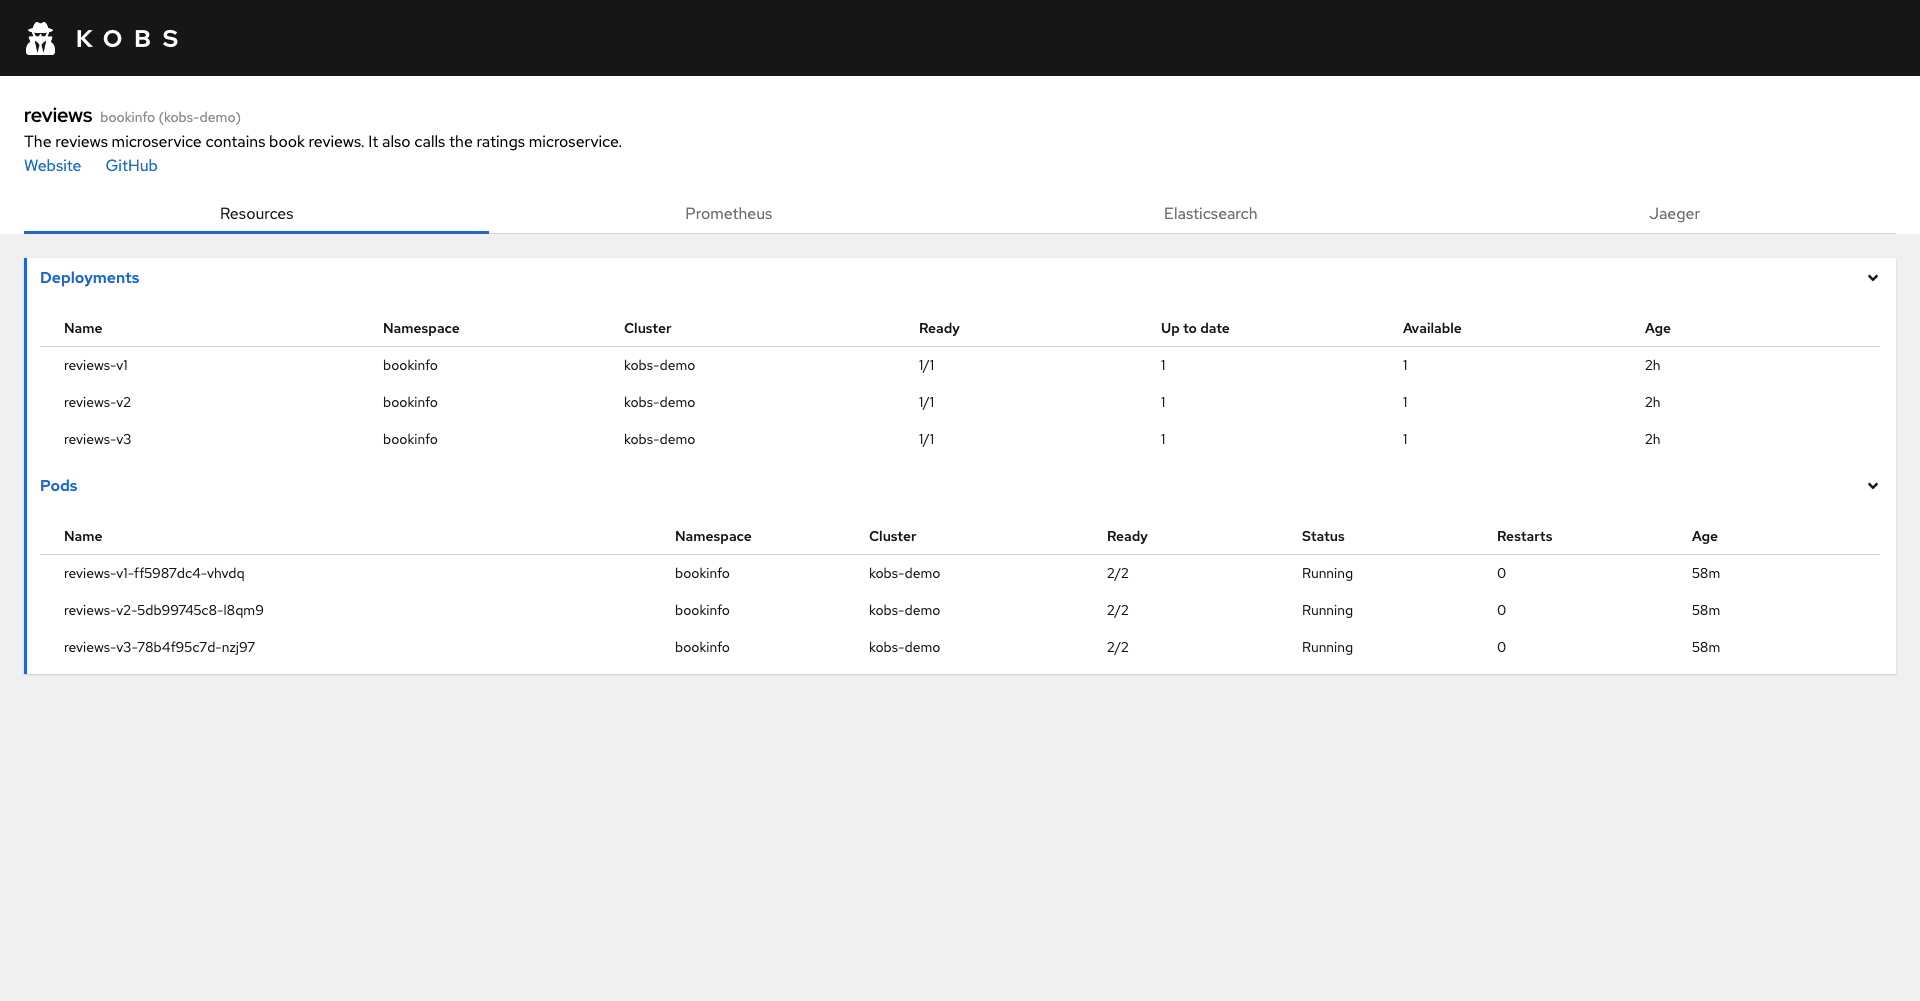 KOBS
reviews bookinfo (kobs-demo)
The reviews microservice contains book reviews. It also calls the ratings microservice.
Website GitHub
Resources Prometheus Elasticsearch Jaeger
Deployments
Name Namespace Cluster Ready Up to date Available Age
reviews-v1 bookinfo kobs-demo 1/1 1 1 2h
reviews-v2 bookinfo kobs-demo 1/1 1 1 2h
reviews-v3 bookinfo kobs-demo 1/1 1 1 2h
Pods
Name Namespace Cluster Ready Status Restarts Age
reviews-v1-ff5987dc4-vhvdq bookinfo kobs-demo 2/2 Running 0 58m
reviews-v2-5db99745c8-l8qm9 bookinfo kobs-demo 2/2 Running 0 58m
reviews-v3-78b4f95c7d-nzj97 bookinfo kobs-demo 2/2 Running 0 58m